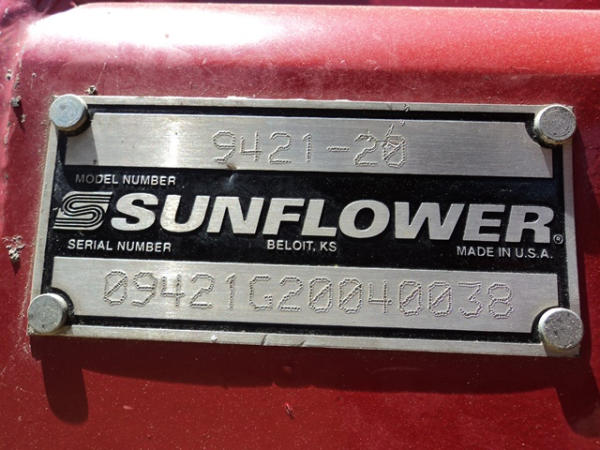 9421-20
MODEL NUMBER
SUNFLOWER®
SERIAL NUMBER BELOIT, KS MADE IN U.S.A.
09421G20040038